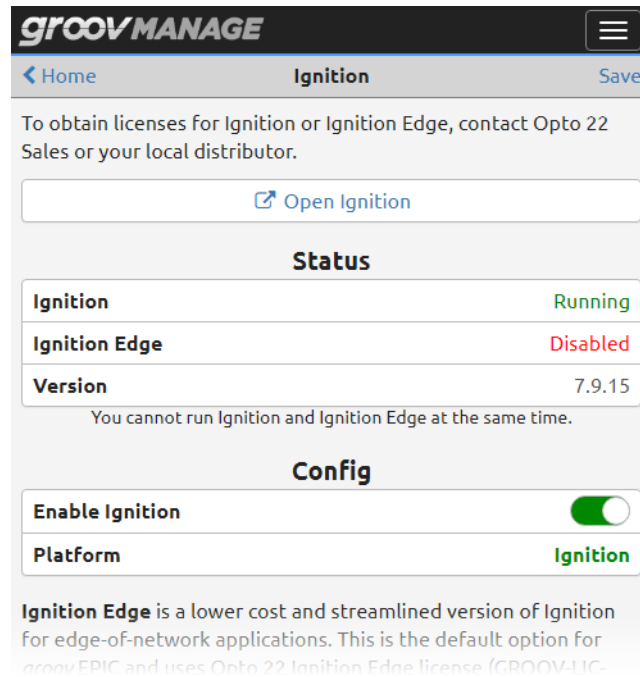 groov MANAGE
Home Ignition Save
To obtain licenses for Ignition or Ignition Edge, contact Opto 22
Sales or your local distributor.
Open Ignition
Status
Ignition Running
Ignition Edge Disabled
Version 7.9.15
You cannot run Ignition and Ignition Edge at the same time.
Config
Enable Ignition
Platform Ignition
Ignition Edge is a lower cost and streamlined version of Ignition
for edge-of-network applications. This is the default option for
groov EPIC and uses Opto 22 Ignition Edge license (GROOV-LIC-